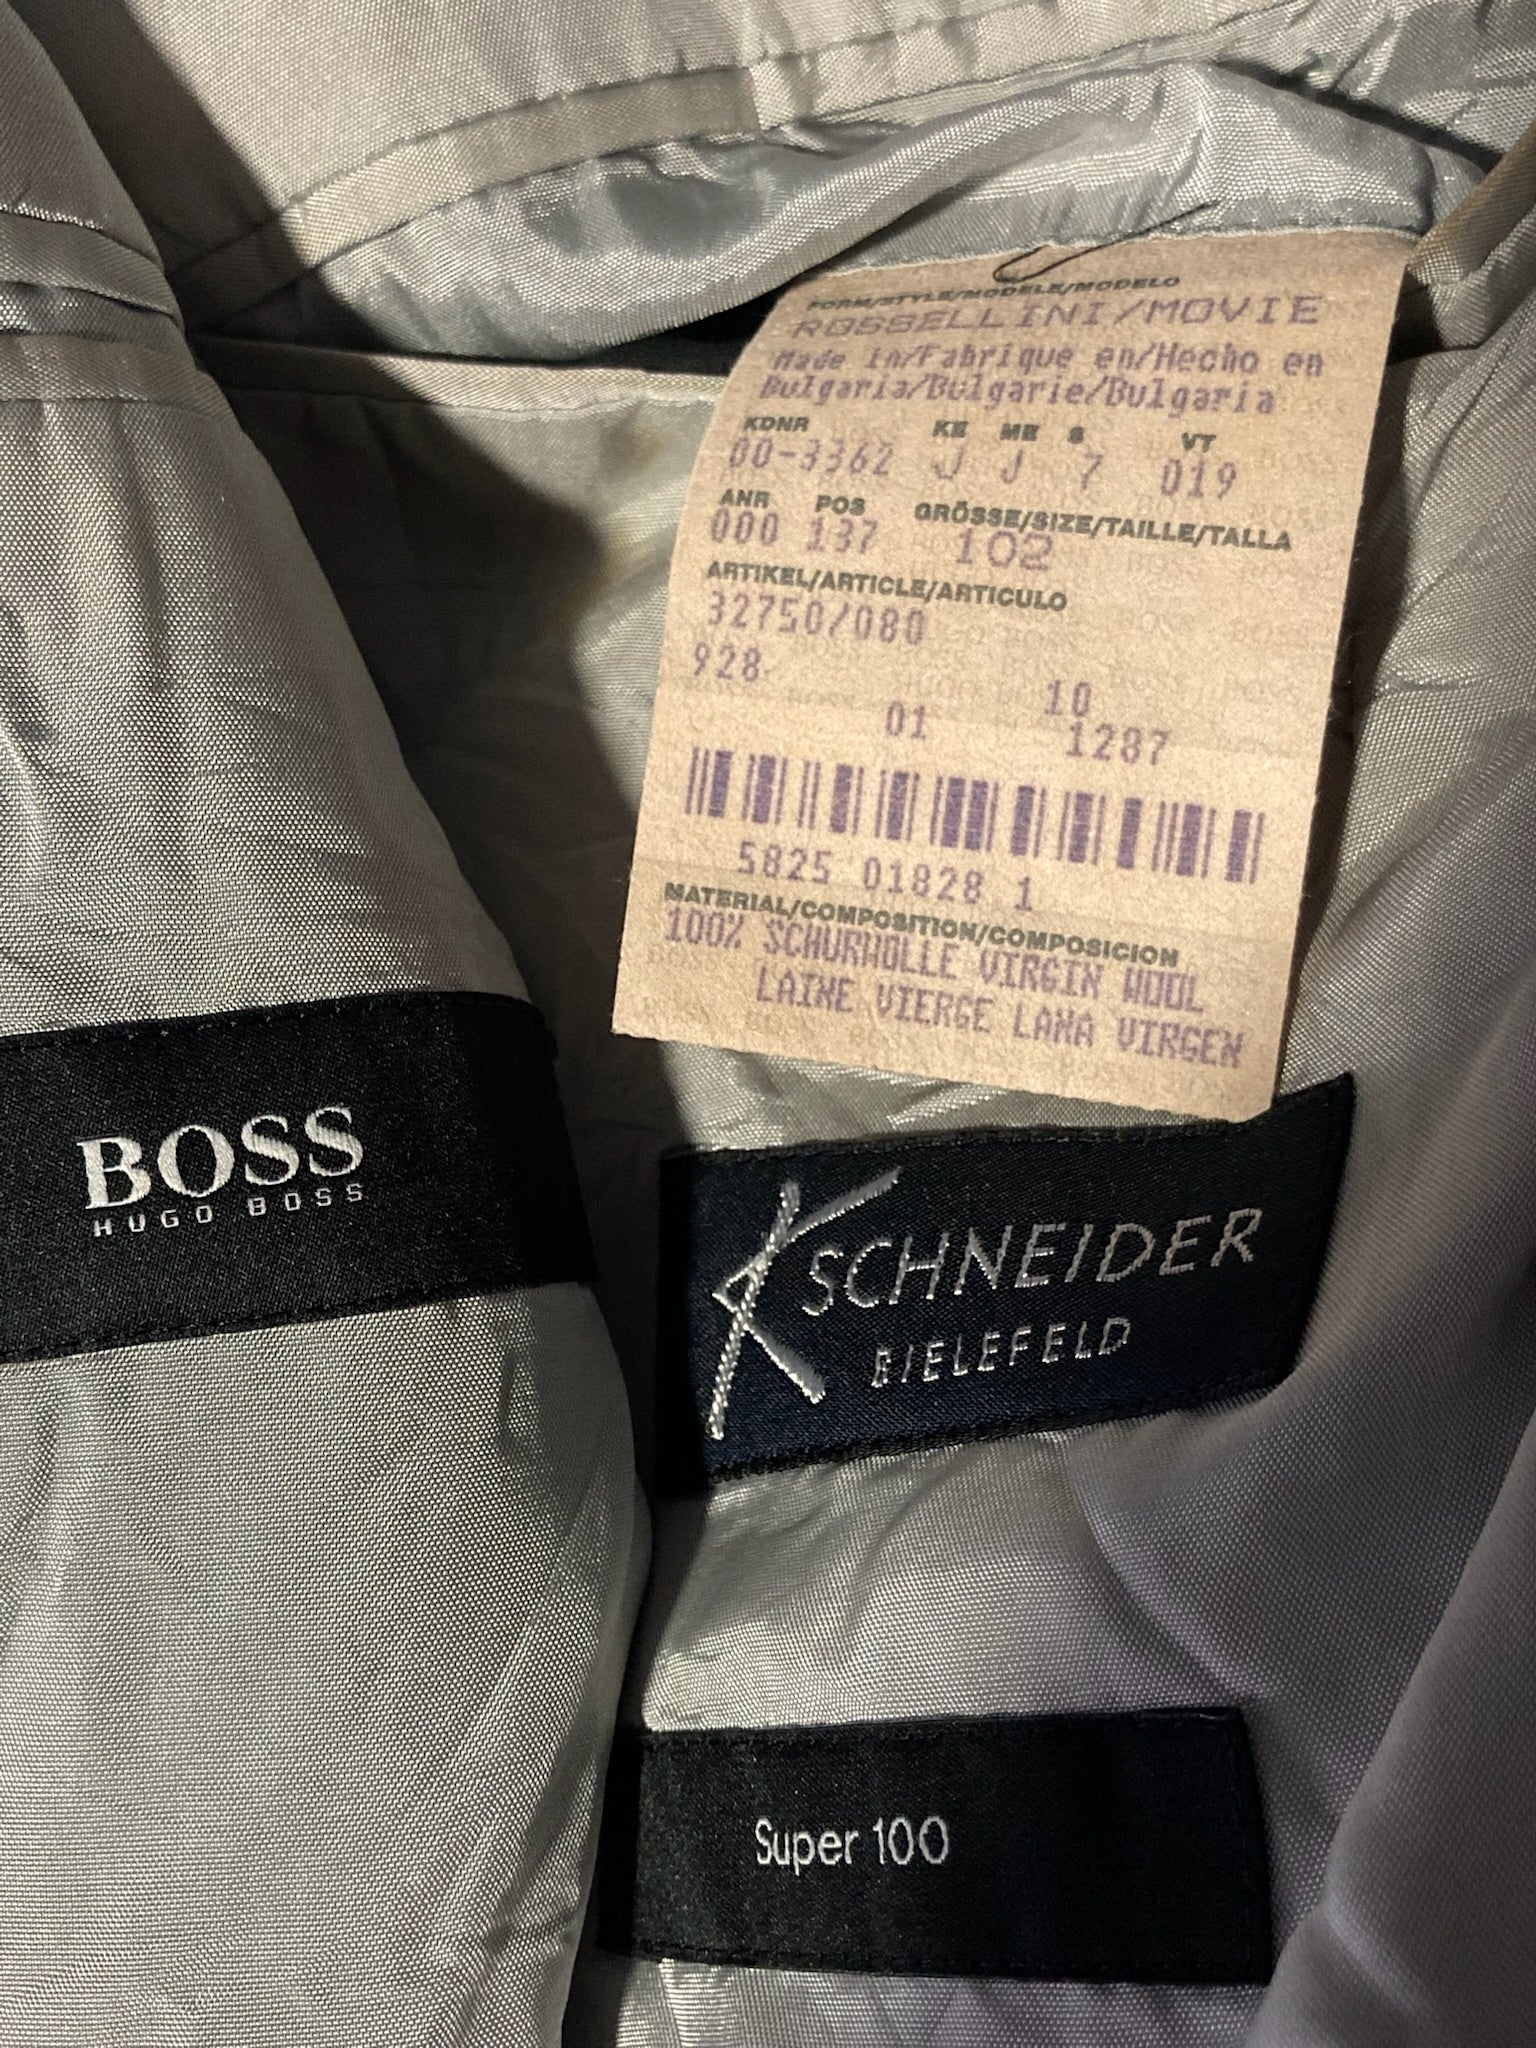 FORM/STYLE/MODELE/MODELO
ROSSELLINI/MOVIE
Made in/Fabrique en/Hecho en
Bulgaria/Bulgarie/Bulgaria
KDNR KE ME S VT
00-3362 J J 7 019
ANR POS GRÖSSE/SIZE/TAILLE/TALLA
000 137 102
ARTIKEL/ARTICLE/ARTICULO
32750/080
928
01 10
1287
5825 01828 1
MATERIAL/COMPOSITION/COMPOSICION
100% SCHURWOLLE VIRGIN WOOL
LAINE VIERGE LANA VIRGEN
BOSS
HUGO BOSS
K SCHNEIDER
BIELEFELD
Super 100